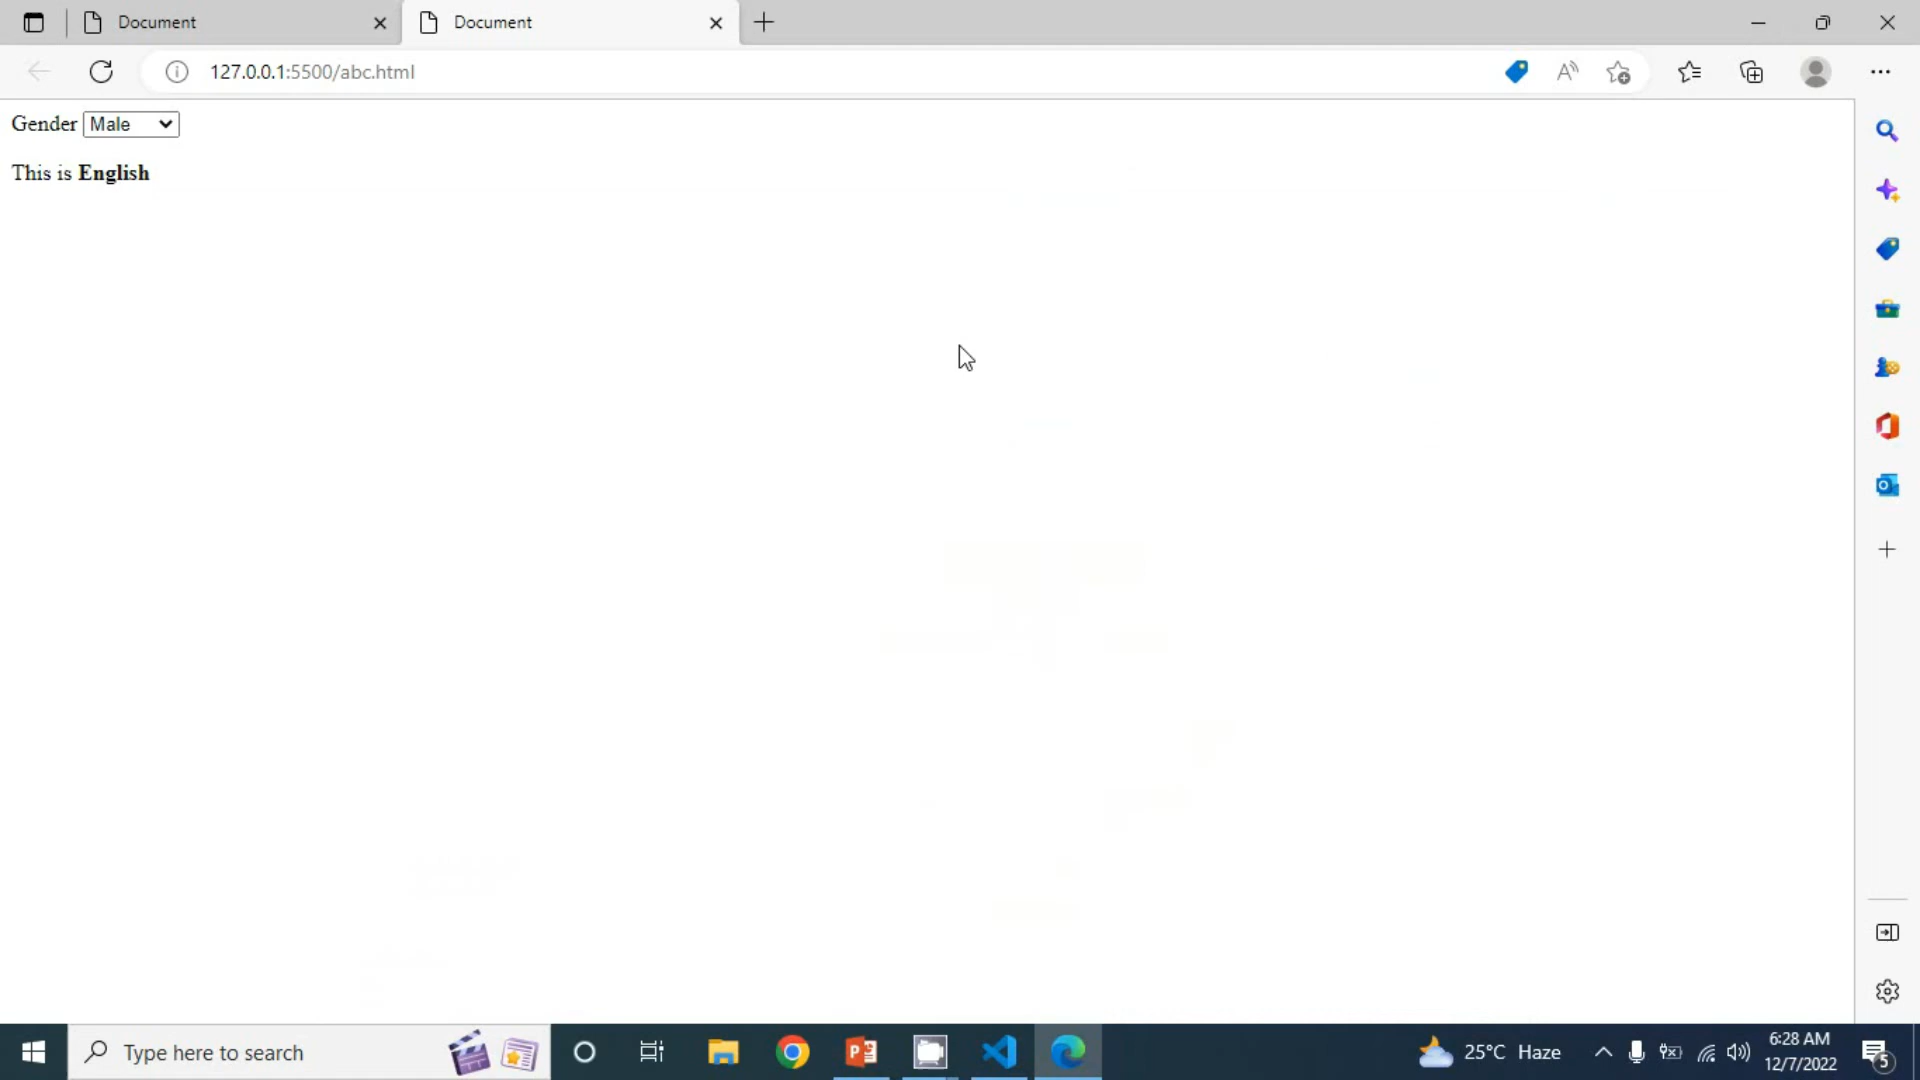 Document
Document
127.0.0.1:5500/abc.html
Gender Male
This is English
Type here to search
25°C Haze
6:28 AM
12/7/2022
5